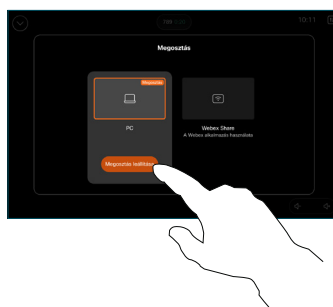 10:11
Megosztás
Megosztás
PC
Webex Share
A Webex alkalmazás használata
Megosztás leállítása